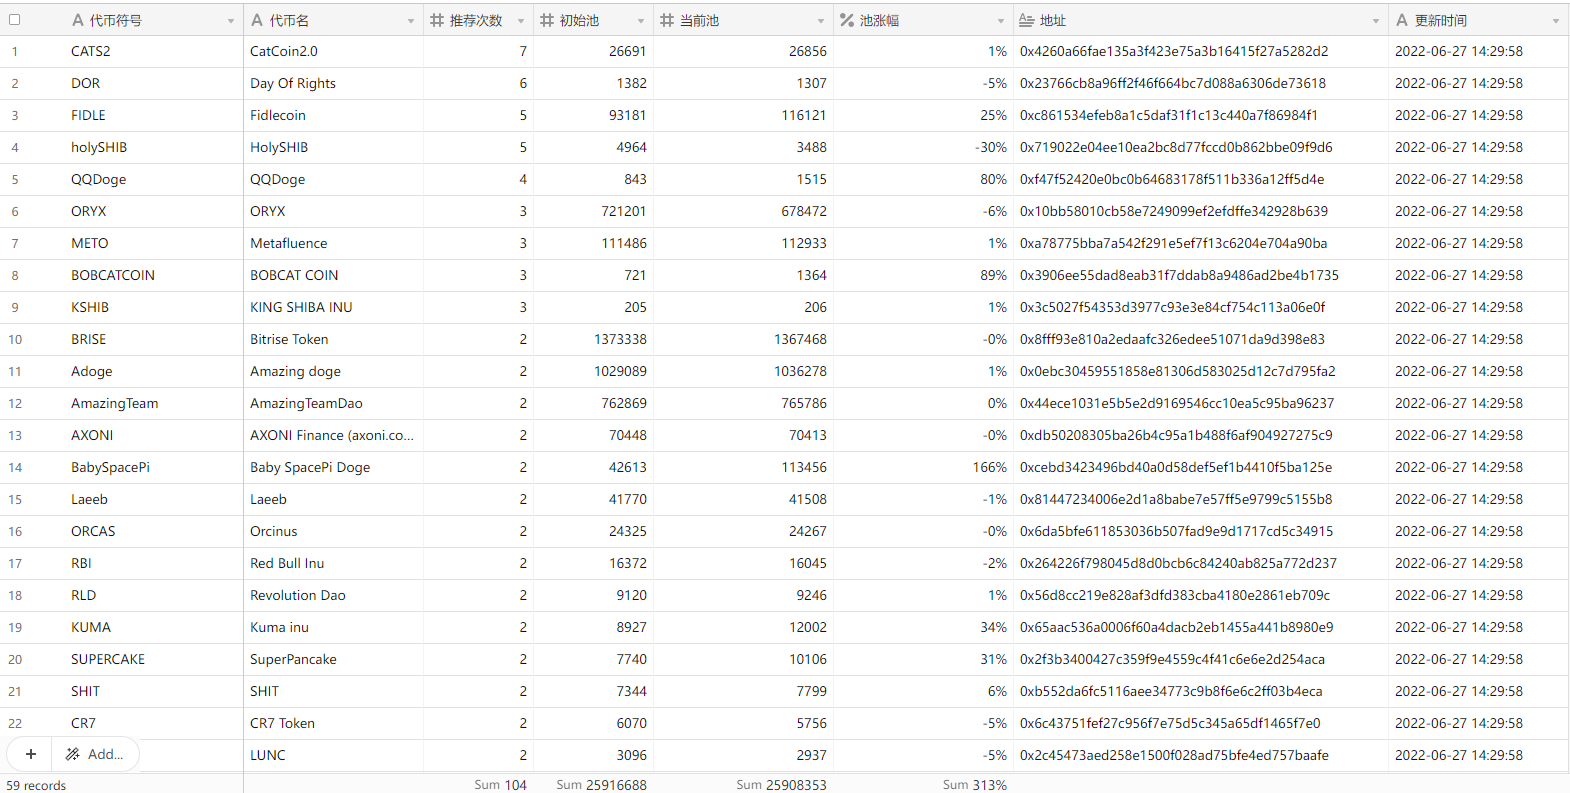 代币符号 代币名 推荐次数 初始池 当前池 池涨幅 地址 更新时间
1 CATS2 CatCoin2.0 7 26691 26856 1% 0x4260a66fae135a3f423e75a3b16415f27a5282d2 2022-06-27 14:29:58
2 DOR Day Of Rights 6 1382 1307 -5% 0x23766cb8a96ff2f46f664bc7d088a6306de73618 2022-06-27 14:29:58
3 FIDLE Fidlecoin 5 93181 116121 25% 0xc861534efeb8a1c5daf31f1c13c440a7f86984f1 2022-06-27 14:29:58
4 holySHIB HolySHIB 5 4964 3488 -30% 0x719022e04ee10ea2bc8d77fccd0b862bbe09f9d6 2022-06-27 14:29:58
5 QQDoge QQDoge 4 843 1515 80% 0xf47f52420e0bc0b64683178f511b336a12ff5d4e 2022-06-27 14:29:58
6 ORYX ORYX 3 721201 678472 -6% 0x10bb58010cb58e7249099ef2efdffe342928b639 2022-06-27 14:29:58
7 METO Metafluence 3 111486 112933 1% 0xa78775bba7a542f291e5ef7f13c6204e704a90ba 2022-06-27 14:29:58
8 BOBCATCOIN BOBCAT COIN 3 721 1364 89% 0x3906ee55dad8eab31f7ddab8a9486ad2be4b1735 2022-06-27 14:29:58
9 KSHIB KING SHIBA INU 3 205 206 1% 0x3c5027f54353d3977c93e3e84cf754c113a06e0f 2022-06-27 14:29:58
10 BRISE Bitrise Token 2 1373338 1367468 -0% 0x8fff93e810a2edaafc326edee51071da9d398e83 2022-06-27 14:29:58
11 Adoge Amazing doge 2 1029089 1036278 1% 0x0ebc30459551858e81306d583025d12c7d795fa2 2022-06-27 14:29:58
12 AmazingTeam AmazingTeamDao 2 762869 765786 0% 0x44ece1031e5b5e2d9169546cc10ea5c95ba96237 2022-06-27 14:29:58
13 AXONI AXONI Finance (axoni.co... 2 70448 70413 -0% 0xdb50208305ba26b4c95a1b488f6af904927275c9 2022-06-27 14:29:58
14 BabySpacePi Baby SpacePi Doge 2 42613 113456 166% 0xcebd3423496bd40a0d58def5ef1b4410f5ba125e 2022-06-27 14:29:58
15 Laeeb Laeeb 2 41770 41508 -1% 0x81447234006e2d1a8babe7e57ff5e9799c5155b8 2022-06-27 14:29:58
16 ORCAS Orcinus 2 24325 24267 -0% 0x6da5bfe611853036b507fad9e9d1717cd5c34915 2022-06-27 14:29:58
17 RBI Red Bull Inu 2 16372 16045 -2% 0x264226f798045d8d0bcb6c84240ab825a772d237 2022-06-27 14:29:58
18 RLD Revolution Dao 2 9120 9246 1% 0x56d8cc219e828af3dfd383cba4180e2861eb709c 2022-06-27 14:29:58
19 KUMA Kuma inu 2 8927 12002 34% 0x65aac536a0006f60a4dacb2eb1455a441b8980e9 2022-06-27 14:29:58
20 SUPERCAKE SuperPancake 2 7740 10106 31% 0x2f3b3400427c359f9e4559c4f41c6e6e2d254aca 2022-06-27 14:29:58
21 SHIT SHIT 2 7344 7799 6% 0xb552da6fc5116aee34773c9b8f6e6c2ff03b4eca 2022-06-27 14:29:58
22 CR7 CR7 Token 2 6070 5756 -5% 0x6c43751fef27c956f7e75d5c345a65df1465f7e0 2022-06-27 14:29:58
+ Add... LUNC 2 3096 2937 -5% 0x2c45473aed258e1500f028ad75bfe4ed757baafe 2022-06-27 14:29:58
59 records Sum 104 Sum 25916688 Sum 25908353 Sum 313%